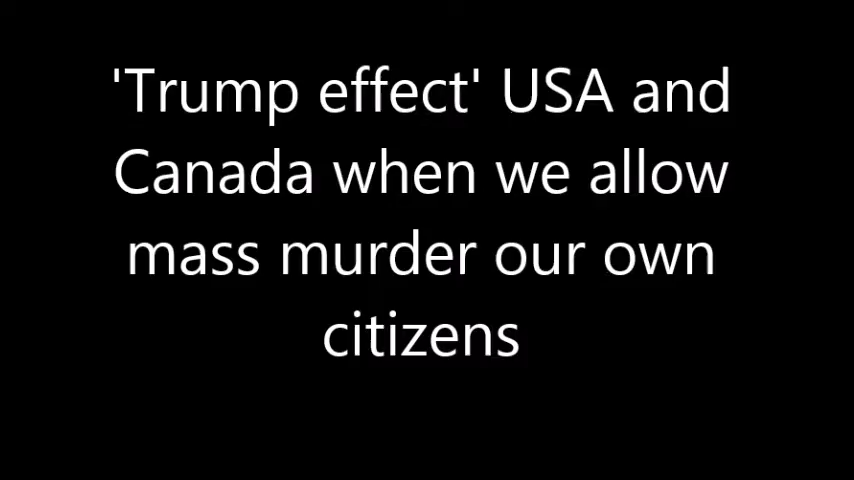 'Trump effect' USA and
Canada when we allow
mass murder our own
citizens